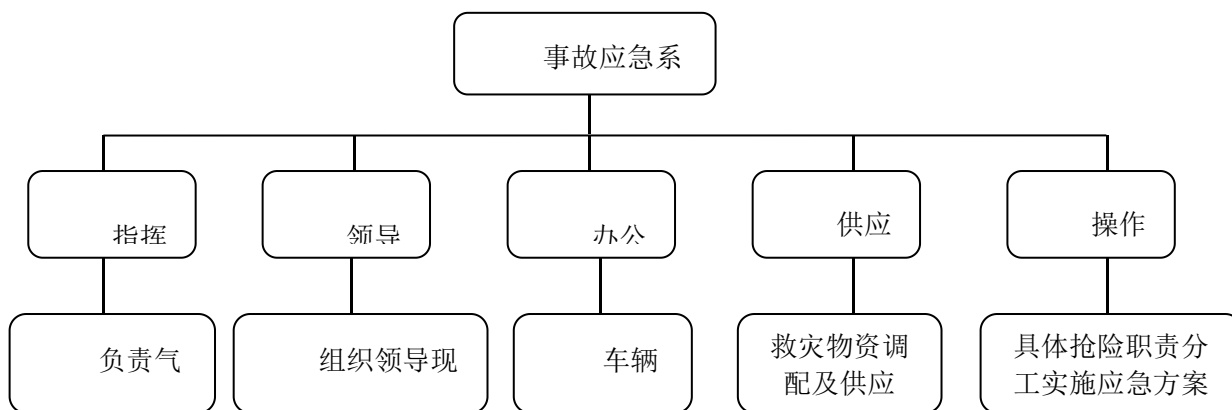 事故应急系
指挥
领导
办公
供应
操作
负责气
组织领导现
车辆
救灾物资调
配及供应
具体抢险职责分
工实施应急方案